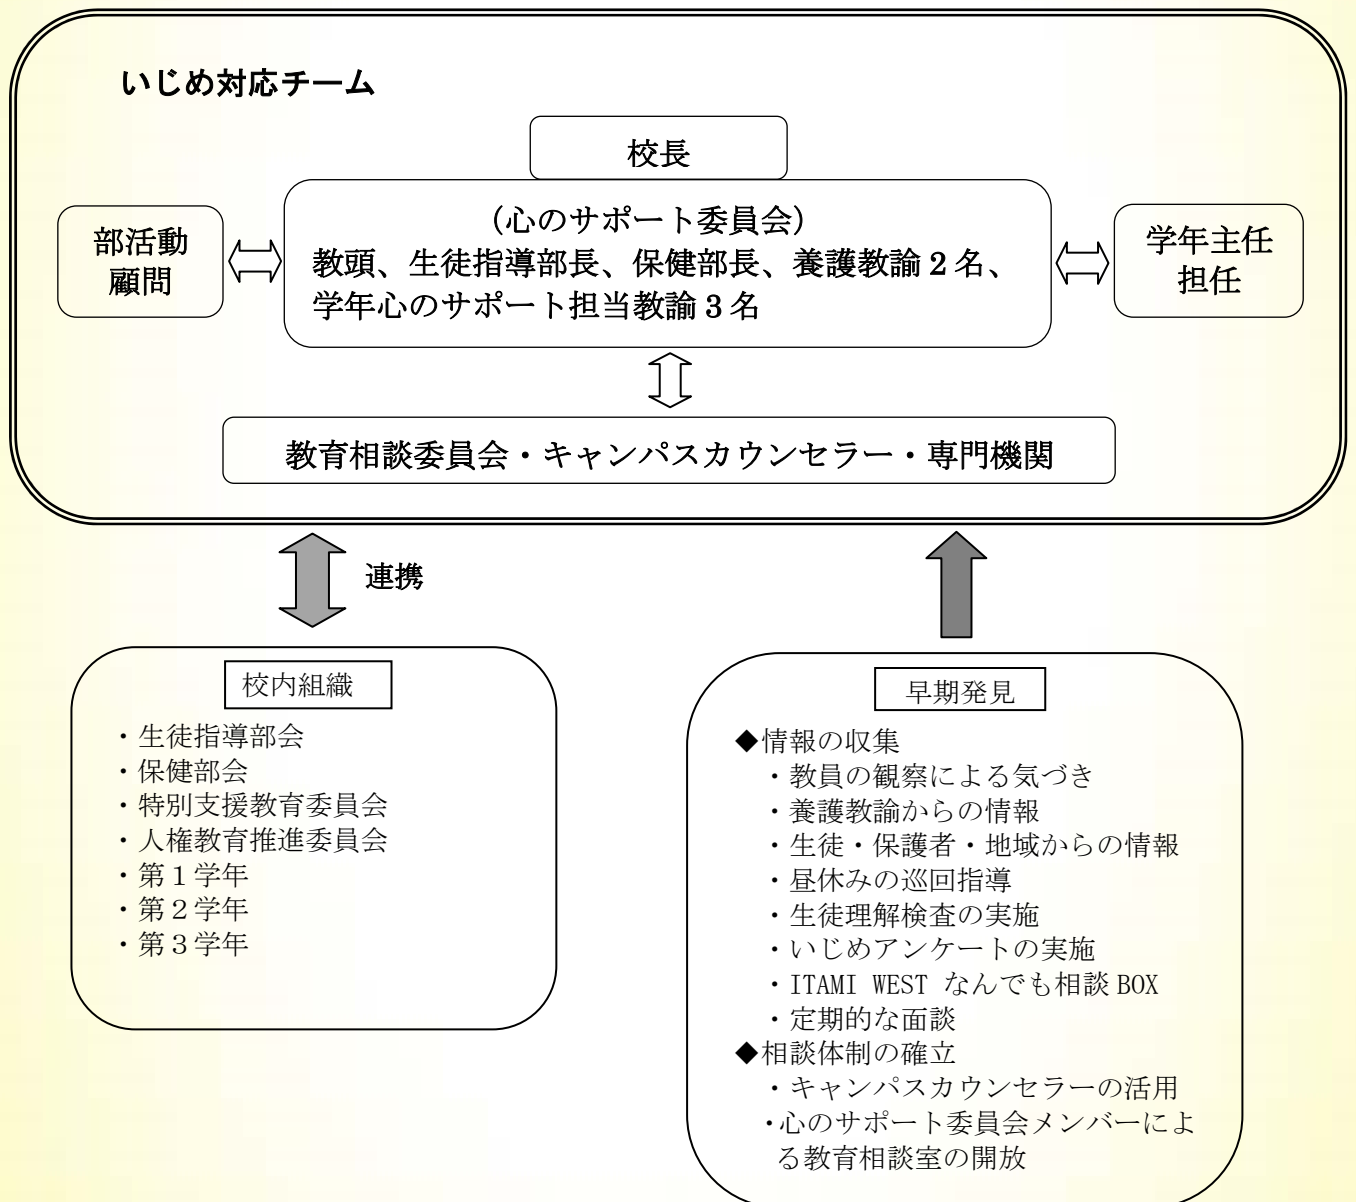 いじめ対応チーム
校長
部活動
顧問
（心のサポート委員会）
教頭、生徒指導部長、保健部長、養護教諭２名、
学年心のサポート担当教諭３名
学年主任
担任
教育相談委員会・キャンパスカウンセラー・専門機関
連携
校内組織
・生徒指導部会
・保健部会
・特別支援教育委員会
・人権教育推進委員会
・第１学年
・第２学年
・第３学年
早期発見
◆情報の収集
・教員の観察による気づき
・養護教諭からの情報
・生徒・保護者・地域からの情報
・昼休みの巡回指導
・生徒理解検査の実施
・いじめアンケートの実施
・ITAMI WEST なんでも相談 BOX
・定期的な面談
◆相談体制の確立
・キャンパスカウンセラーの活用
・心のサポート委員会メンバーによ
る教育相談室の開放